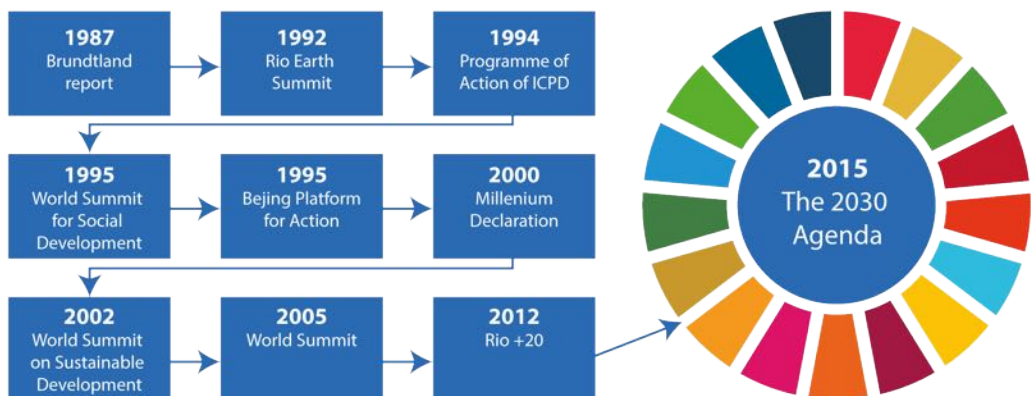 1987
Brundtland
report
1992
Rio Earth
Summit
1994
Programme of
Action of ICPD
1995
World Summit
for Social
Development
1995
Bejing Platform
for Action
2000
Millenium
Declaration
2002
World Summit
on Sustainable
Development
2005
World Summit
2012
Rio +20
2015
The 2030
Agenda